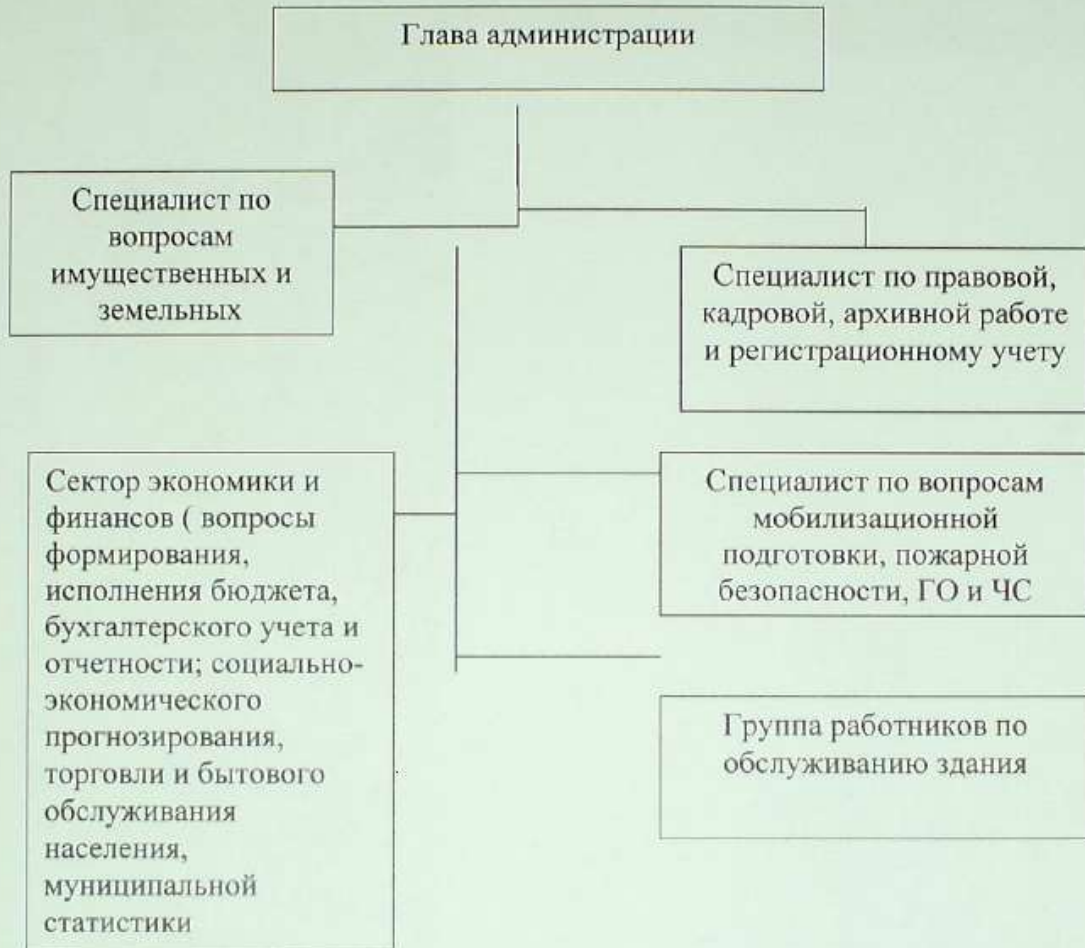 Глава администрации
Специалист по
вопросам
имущественных и
земельных
Специалист по правовой,
кадровой, архивной работе
и регистрационному учету
Сектор экономики и
финансов ( вопросы
формирования,
исполнения бюджета,
бухгалтерского учета и
отчетности; социально-
экономического
прогнозирования,
торговли и бытового
обслуживания
населения,
муниципальной
статистики
Специалист по вопросам
мобилизационной
подготовки, пожарной
безопасности, ГО и ЧС
Группа работников по
обслуживанию здания